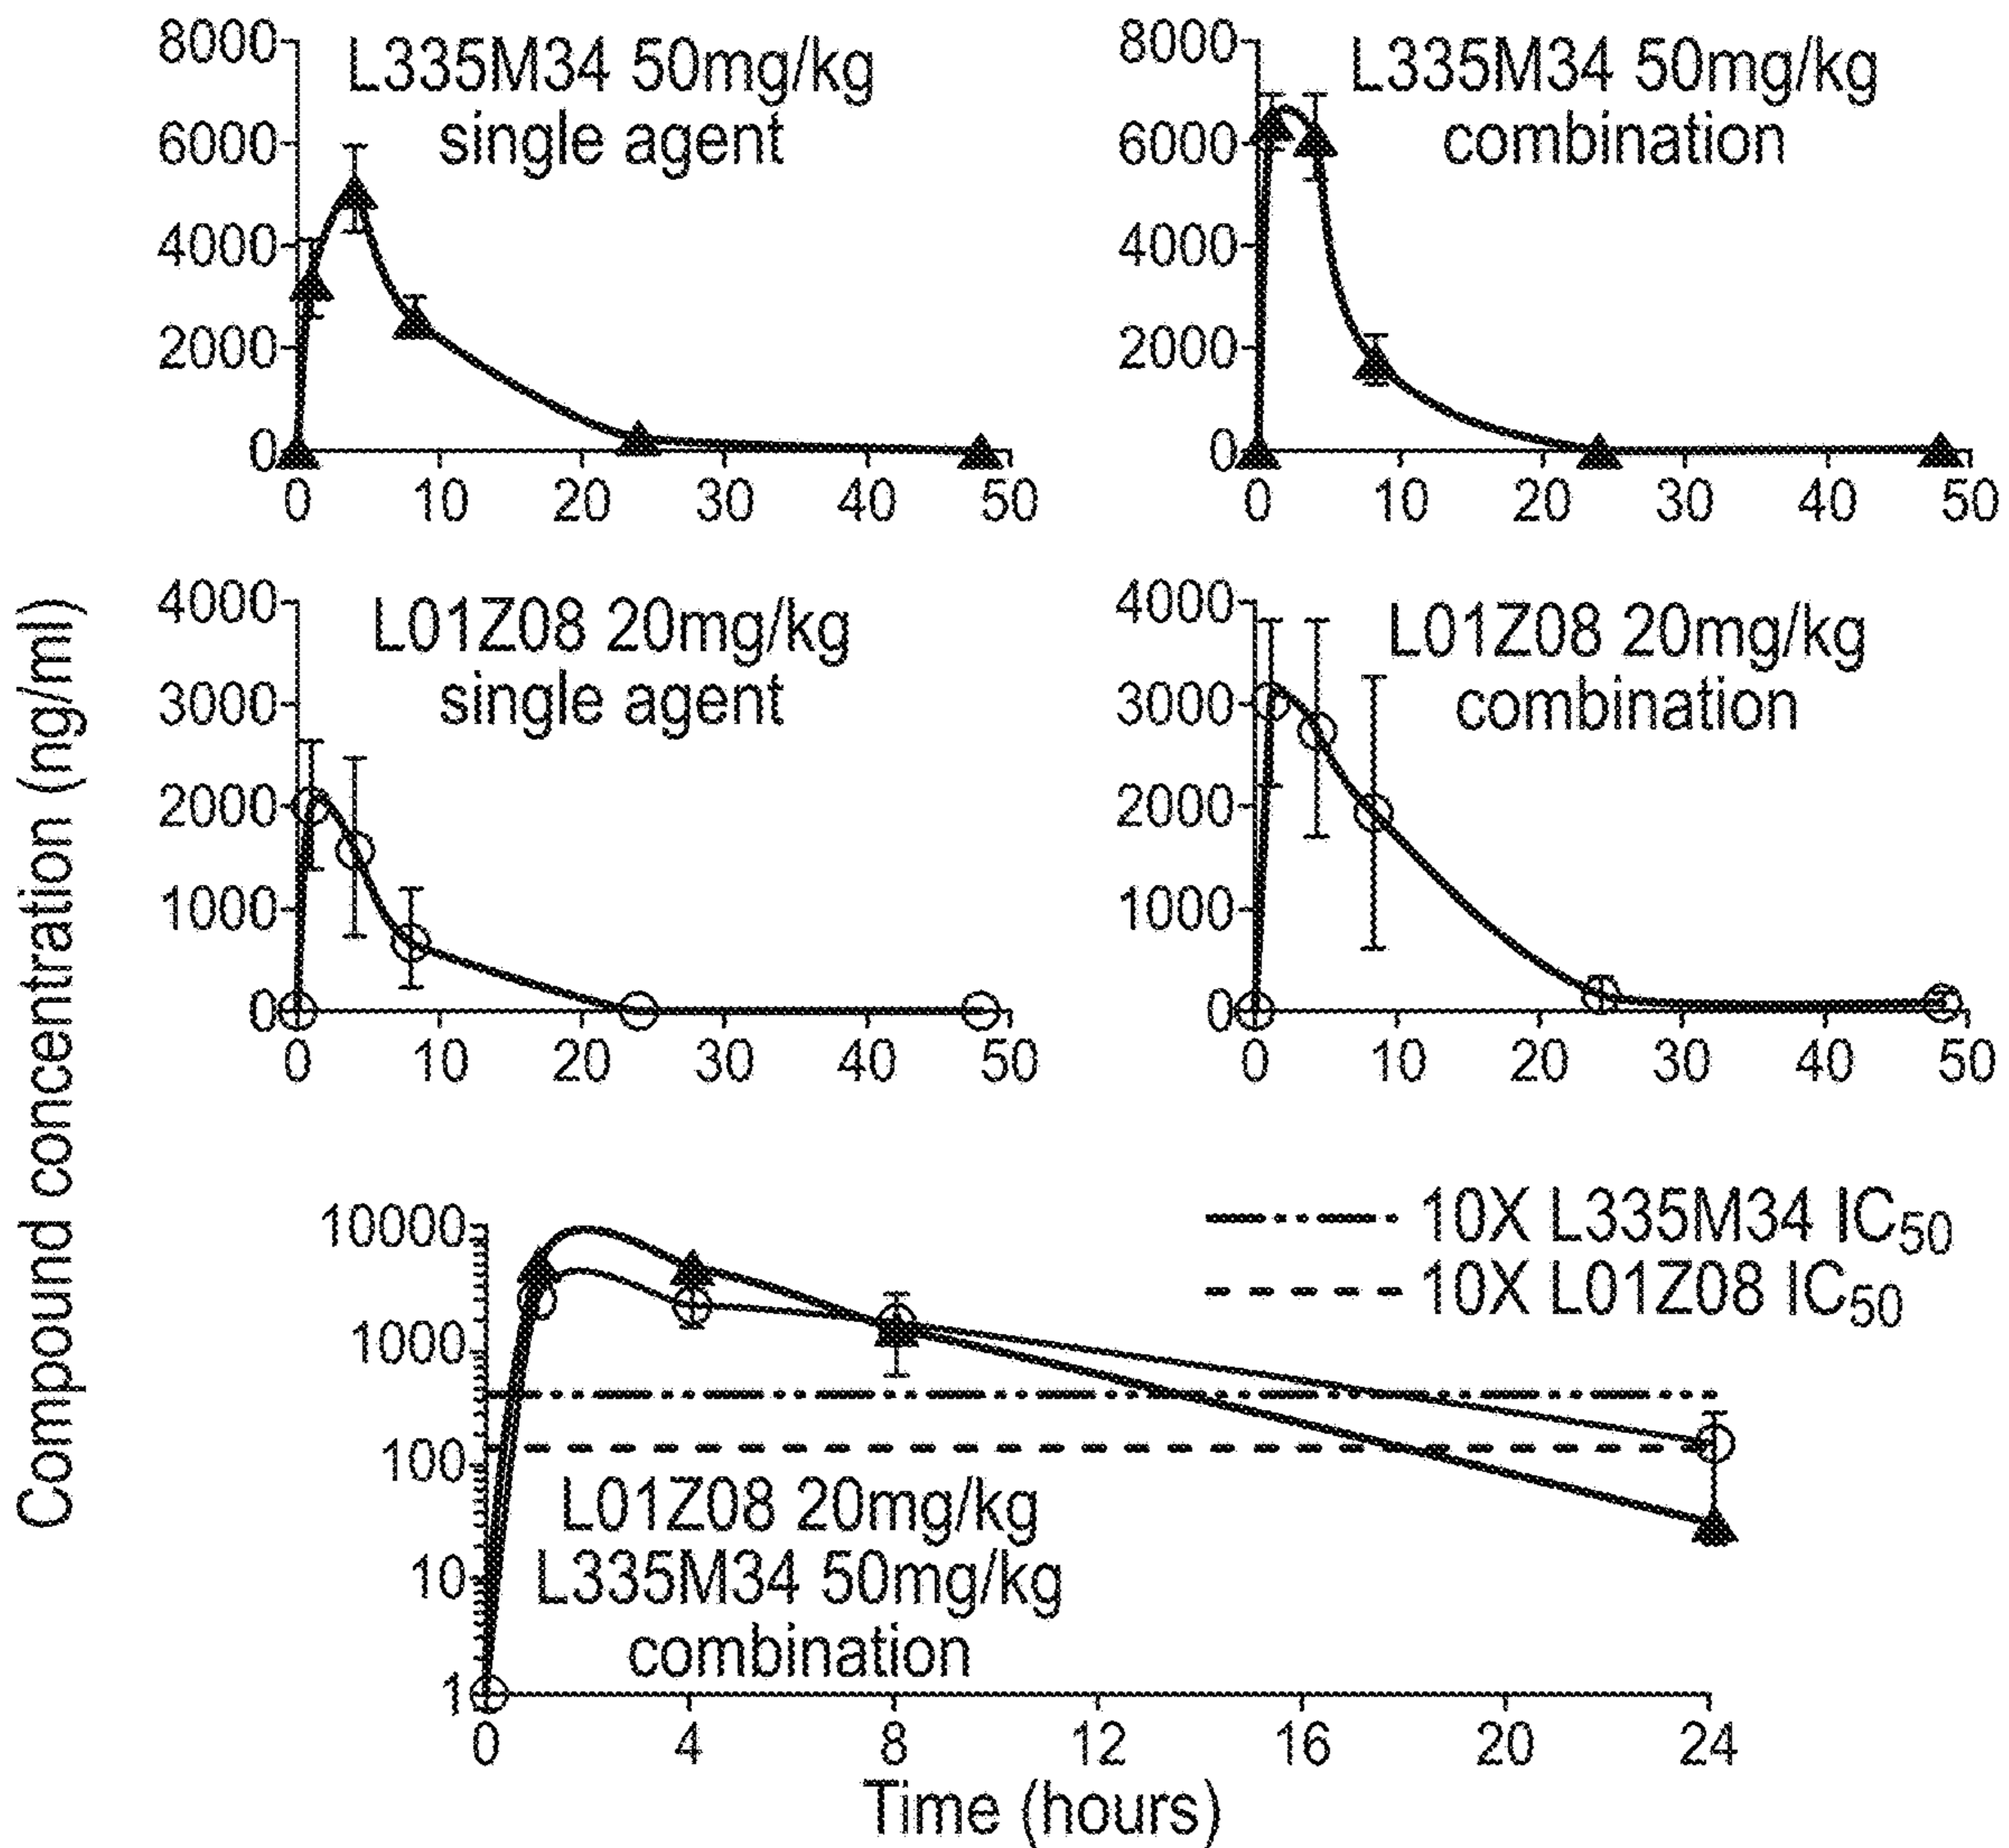 8000
6000
4000
2000
0
0 10 20 30 40 50
L335M34 50mg/kg
single agent
8000
6000
4000
2000
0
0 10 20 30 40 50
L335M34 50mg/kg
combination
Compound concentration (ng/ml)
4000
3000
2000
1000
0
0 10 20 30 40 50
L01Z08 20mg/kg
single agent
4000
3000
2000
1000
0
0 10 20 30 40 50
L01Z08 20mg/kg
combination
10000
1000
100
10
1
0 4 8 12 16 20 24
10X L335M34 IC50
10X L01Z08 IC50
L01Z08 20mg/kg
L335M34 50mg/kg
combination
Time (hours)